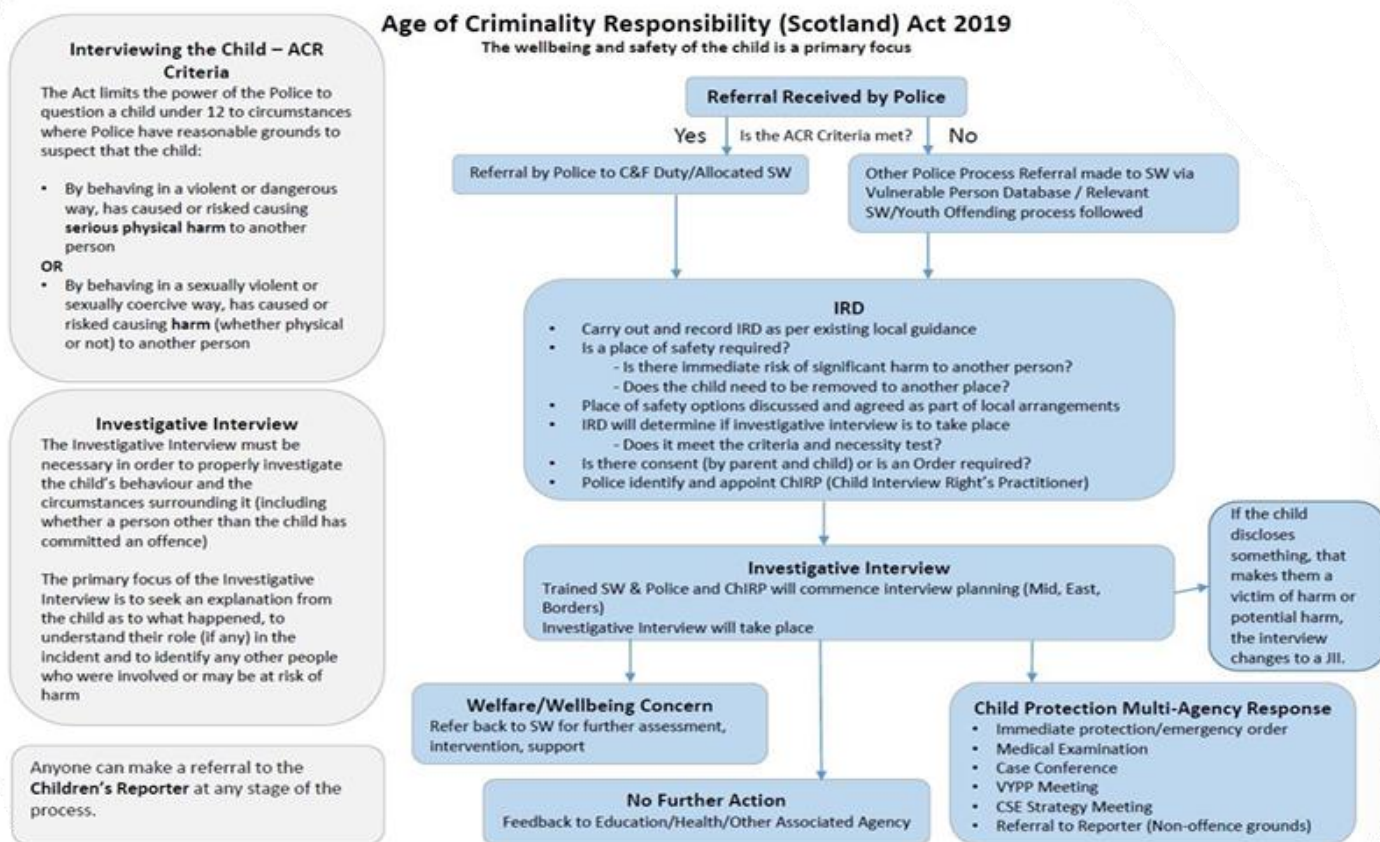 Age of Criminality Responsibility (Scotland) Act 2019
The wellbeing and safety of the child is a primary focus
Interviewing the Child – ACR
Criteria
The Act limits the power of the Police to
question a child under 12 to circumstances
where Police have reasonable grounds to
suspect that the child:
• By behaving in a violent or dangerous
way, has caused or risked causing
serious physical harm to another
person
OR
• By behaving in a sexually violent or
sexually coercive way, has caused or
risked causing harm (whether physical
or not) to another person
Investigative Interview
The Investigative Interview must be
necessary in order to properly investigate
the child's behaviour and the
circumstances surrounding it (including
whether a person other than the child has
committed an offence)
The primary focus of the Investigative
Interview is to seek an explanation from
the child as to what happened, to
understand their role (if any) in the
incident and to identify any other people
who were involved or may be at risk of
harm
Anyone can make a referral to the
Children's Reporter at any stage of the
process.
Referral Received by Police
Yes Is the ACR Criteria met? No
Referral by Police to C&F Duty/Allocated SW
Other Police Process Referral made to SW via
Vulnerable Person Database / Relevant
SW/Youth Offending process followed
IRD
• Carry out and record IRD as per existing local guidance
• Is a place of safety required?
- Is there immediate risk of significant harm to another person?
- Does the child need to be removed to another place?
• Place of safety options discussed and agreed as part of local arrangements
• IRD will determine if investigative interview is to take place
- Does it meet the criteria and necessity test?
• Is there consent (by parent and child) or is an Order required?
• Police identify and appoint ChIRP (Child Interview Right's Practitioner)
Investigative Interview
Trained SW & Police and ChIRP will commence interview planning (Mid, East,
Borders)
Investigative Interview will take place
If the child
discloses
something, that
makes them a
victim of harm or
potential harm,
the interview
changes to a JII.
Welfare/Wellbeing Concern
Refer back to SW for further assessment,
intervention, support
No Further Action
Feedback to Education/Health/Other Associated Agency
Child Protection Multi-Agency Response
• Immediate protection/emergency order
• Medical Examination
• Case Conference
• VYPP Meeting
• CSE Strategy Meeting
• Referral to Reporter (Non-offence grounds)